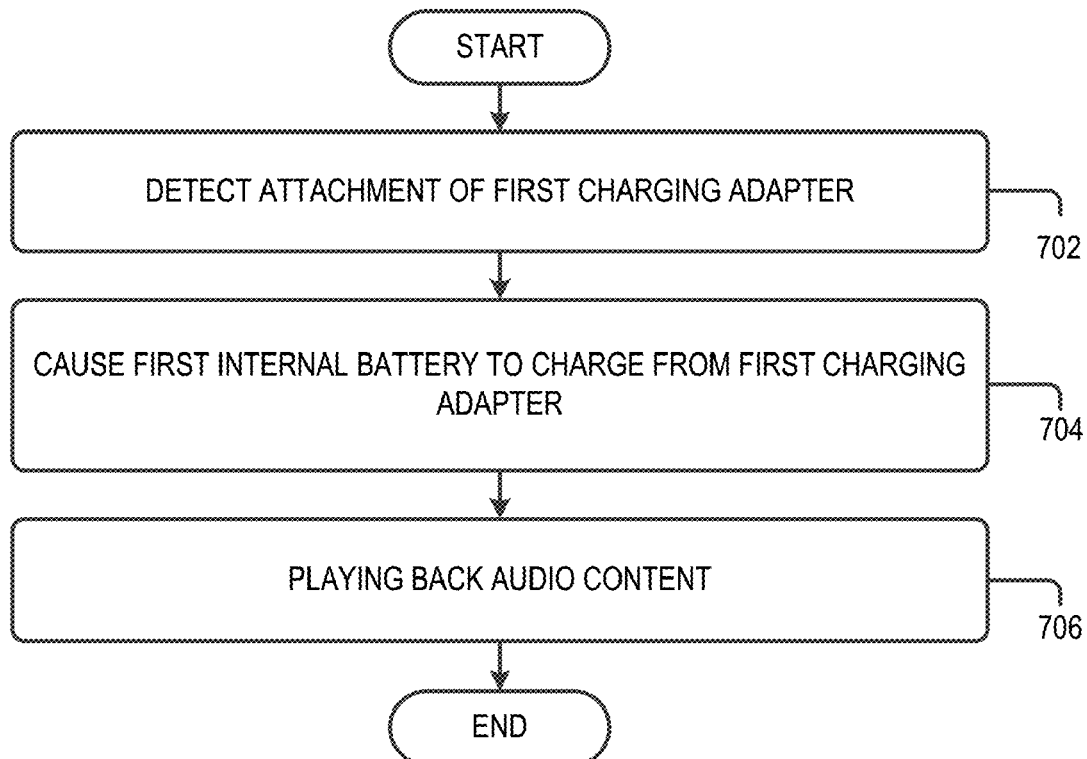 START
DETECT ATTACHMENT OF FIRST CHARGING ADAPTER
702
CAUSE FIRST INTERNAL BATTERY TO CHARGE FROM FIRST CHARGING
ADAPTER
704
PLAYING BACK AUDIO CONTENT
706
END